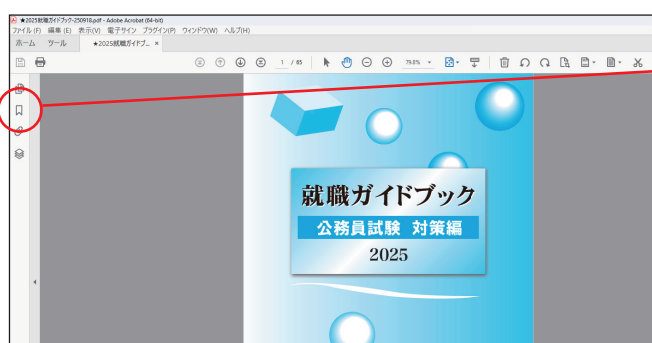 ★2025就職ガイドブック-250918.pdf - Adobe Acrobat (64-bit)
ファイル(F) 編集(E) 表示(V) 電子サイン プラグイン(P) ウィンドウ(W) ヘルプ(H)
ホーム ツール ★2025就職ガイドブ... ×
1 / 65 79.8%
就職ガイドブック
公務員試験 対策編
2025